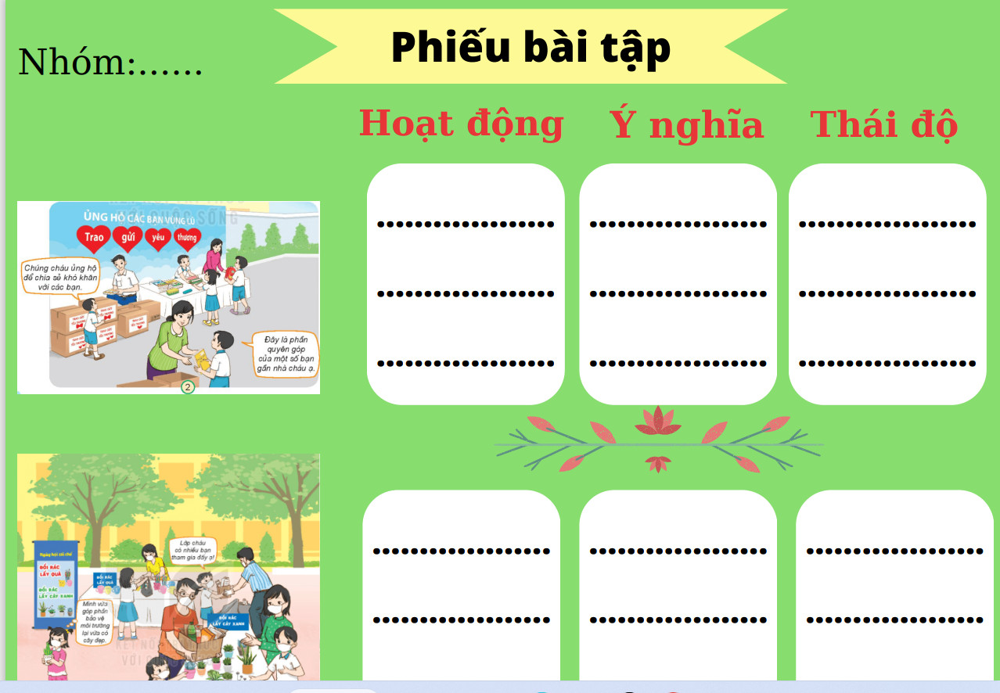 Phiếu bài tập
Nhóm:......
Hoạt động
Ý nghĩa
Thái độ
ỦNG HỘ CÁC BẠN VÙNG LŨ
VỚI CUỘC SỐNG
Trao gửi yêu thương
Chúng cháu ủng hộ
để chia sẻ khó khăn
với các bạn.
Đây là phần
quyên góp
của một số bạn
gần nhà cháu ạ.
2
Lớp cháu
có nhiều bạn
tham gia đấy ạ!
Ngày hội tái chế
ĐỔI RÁC
LẤY QUÀ
ĐỔI RÁC
LẤY CÂY XANH
ĐỔI RÁC
LẤY QUÀ
Mình vừa
góp phần
bảo vệ
môi trường
lại vừa có
cây đẹp.
ĐỔI RÁC
LẤY CÂY XANH